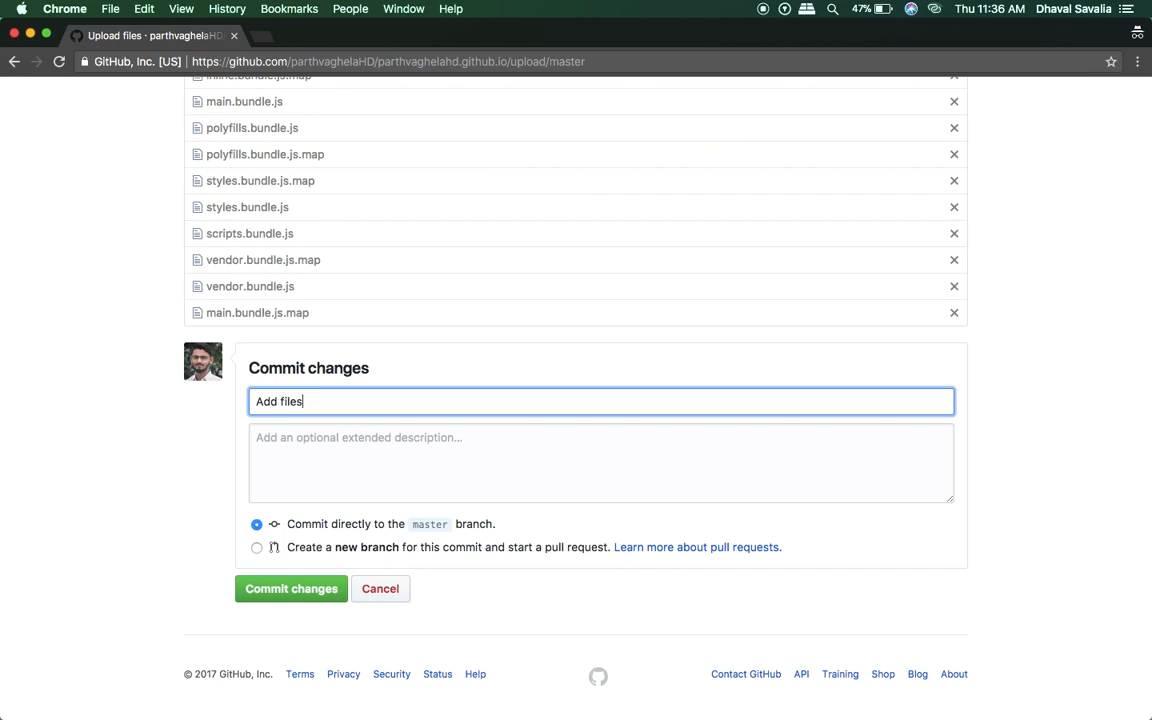 Chrome File Edit View History Bookmarks People Window Help 47% Thu 11:36 AM Dhaval Savalia
Upload files · parthvaghelaHD/
GitHub, Inc. [US] https://github.com/parthvaghelaHD/parthvaghelahd.github.io/upload/master
inline.bundle.js.map
main.bundle.js
polyfills.bundle.js
polyfills.bundle.js.map
styles.bundle.js.map
styles.bundle.js
scripts.bundle.js
vendor.bundle.js.map
vendor.bundle.js
main.bundle.js.map
Commit changes
Add files
Add an optional extended description...
Commit directly to the master branch.
Create a new branch for this commit and start a pull request. Learn more about pull requests.
Commit changes Cancel
© 2017 GitHub, Inc. Terms Privacy Security Status Help Contact GitHub API Training Shop Blog About